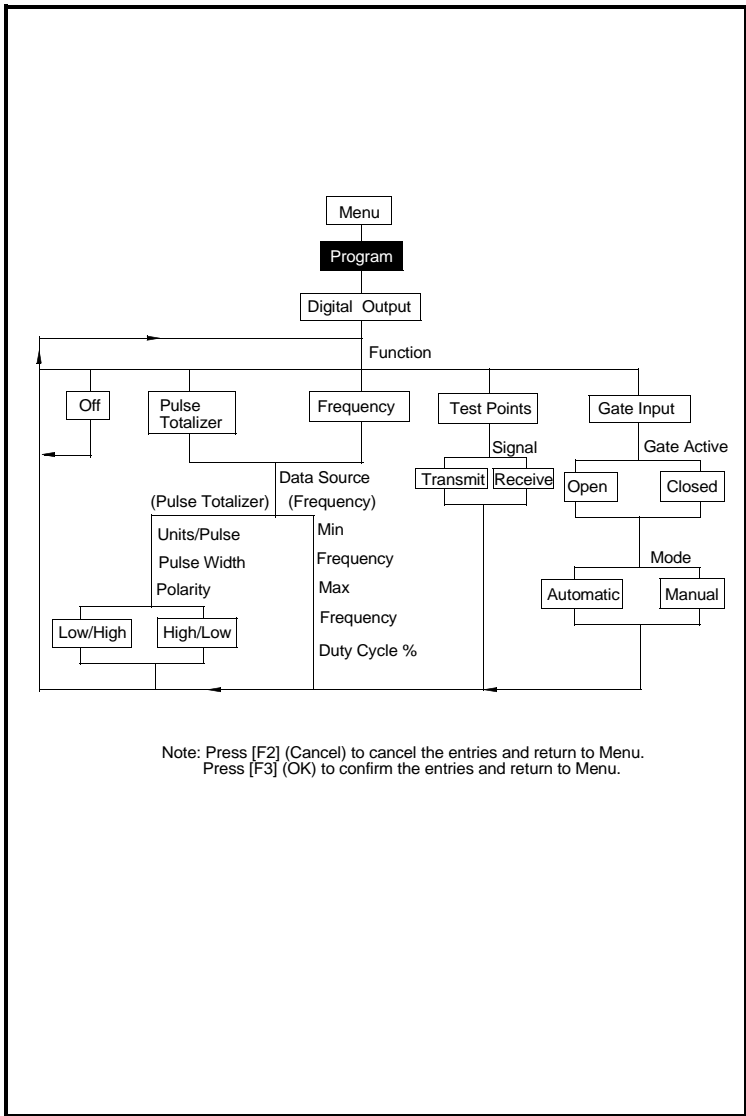 Menu
Program
Digital Output
Function
Off
Pulse
Totalizer
Frequency
Test Points
Gate Input
Signal
Gate Active
Transmit
Receive
Open
Closed
Data Source
(Pulse Totalizer) (Frequency)
Units/Pulse
Pulse Width
Polarity
Low/High
High/Low
Min
Frequency
Max
Frequency
Duty Cycle %
Mode
Automatic
Manual
Note: Press [F2] (Cancel) to cancel the entries and return to Menu.
Press [F3] (OK) to confirm the entries and return to Menu.